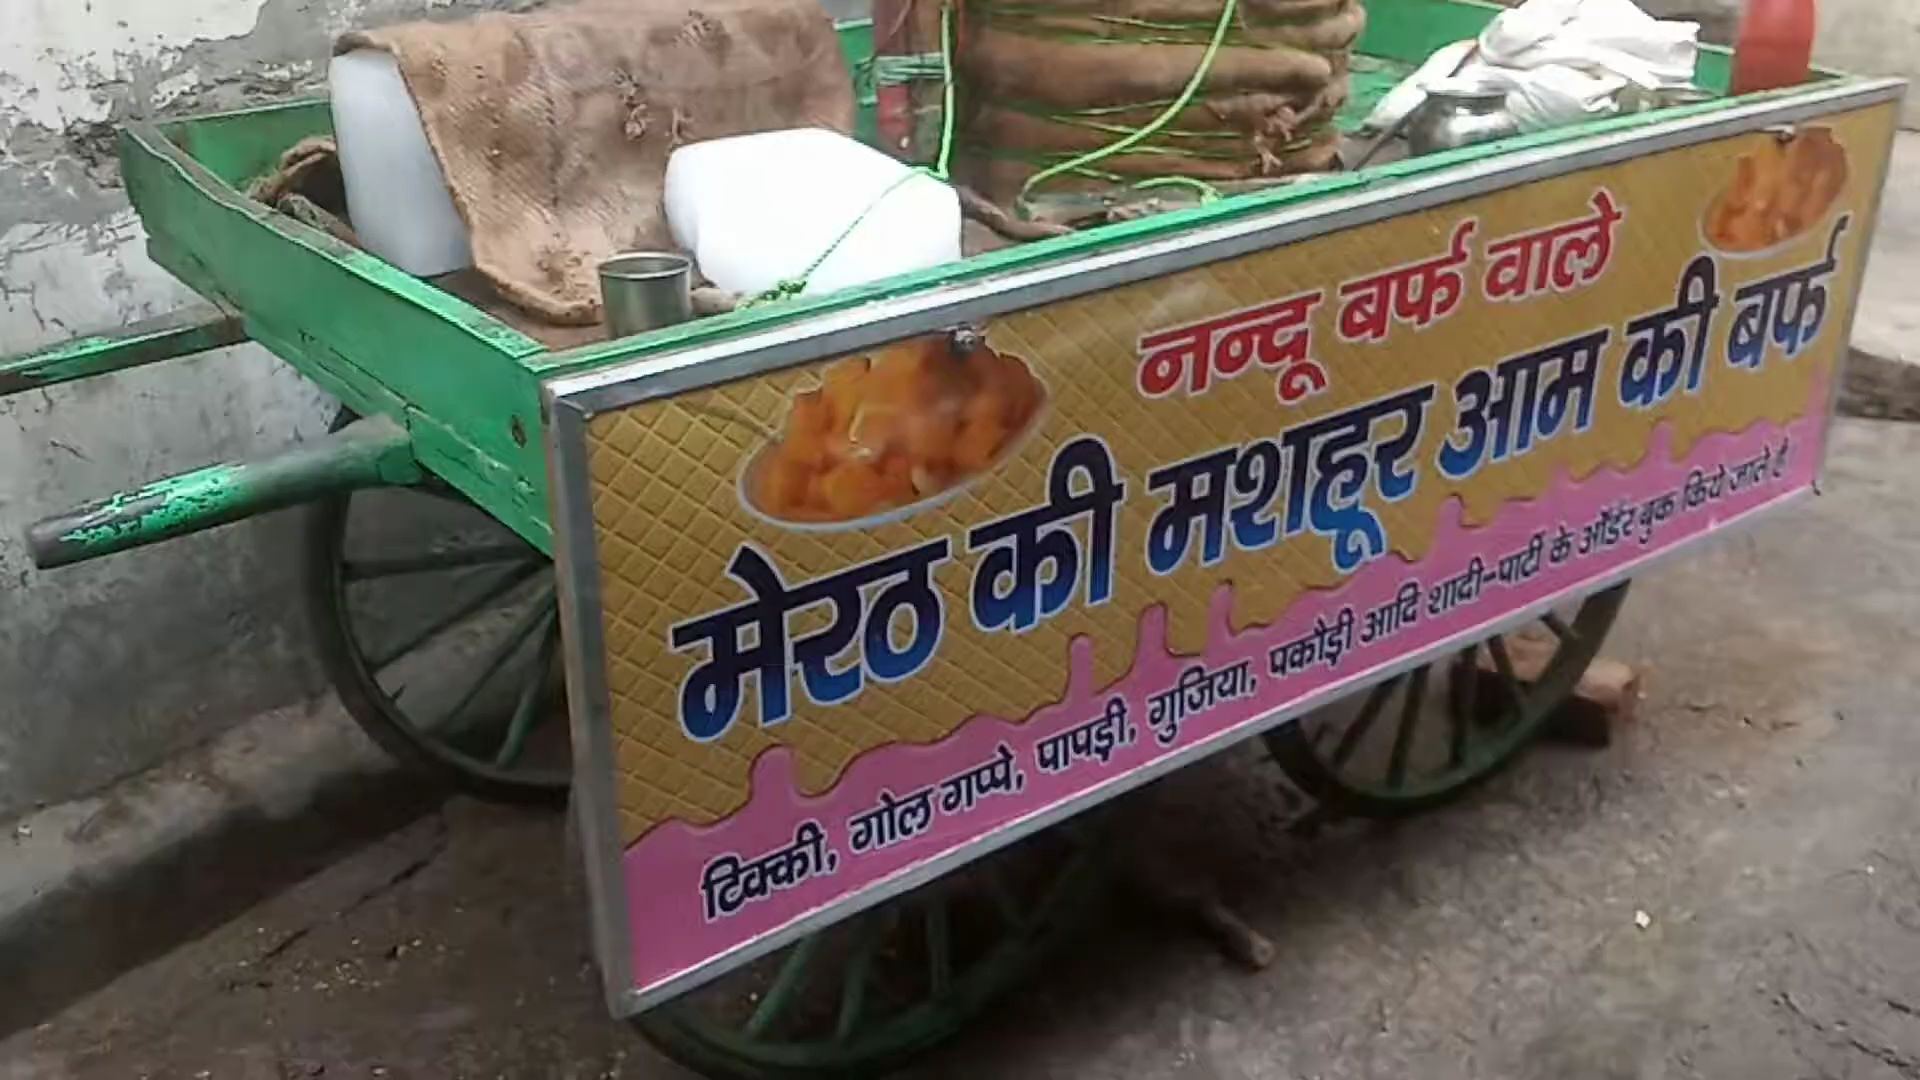 नन्दू बर्फ वाले
मेरठ की मशहूर आम की बर्फ
टिक्की, गोल गप्पे, पापड़ी, गुजिया, पकौड़ी आदि शादी-पार्टी के ऑर्डर बुक किये जाते है।